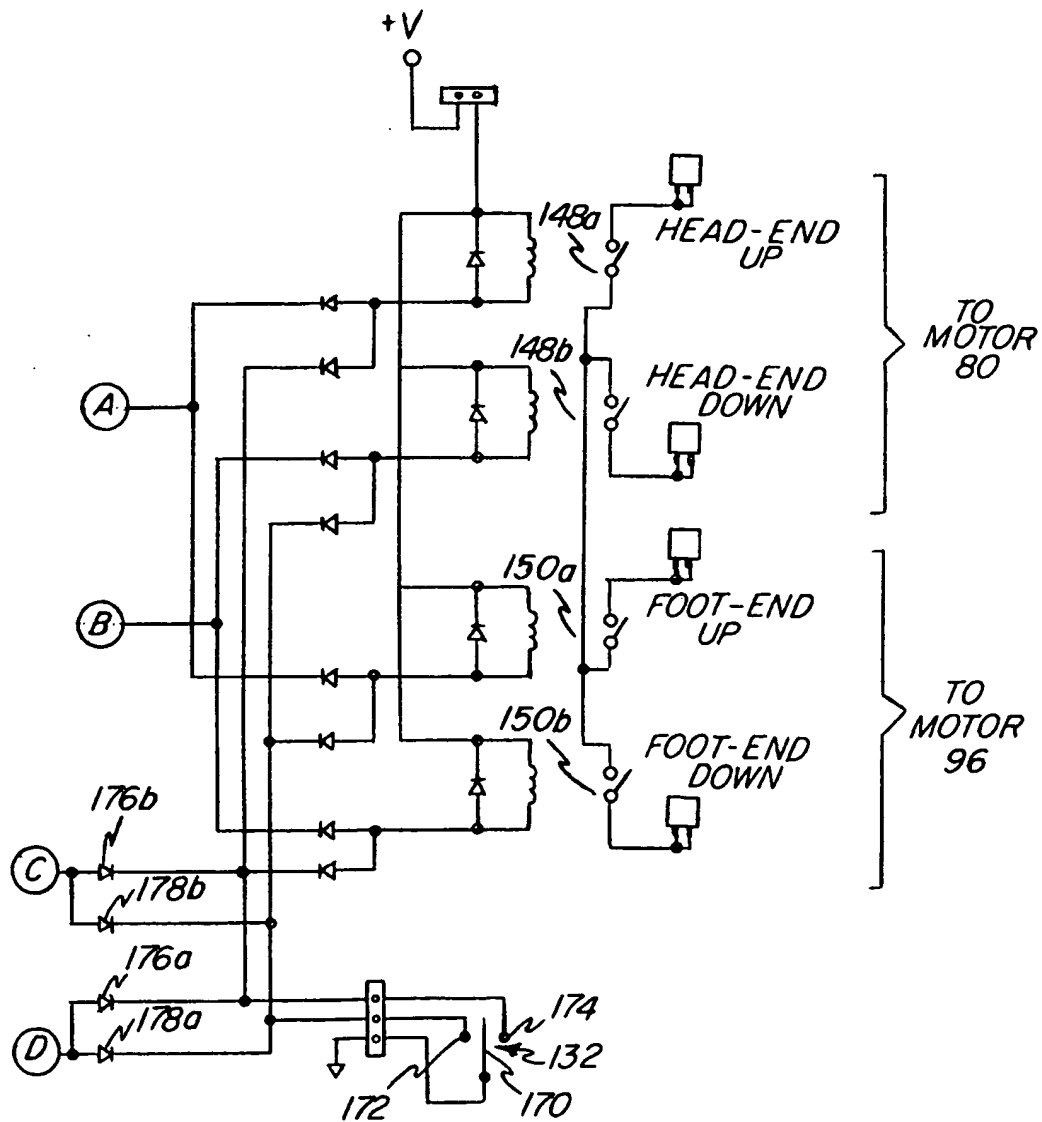 +V
148a
HEAD-END
UP
148b
HEAD-END
DOWN
TO
MOTOR
80
A
B
150a
FOOT-END
UP
150b
FOOT-END
DOWN
TO
MOTOR
96
176b
C
178b
176a
178a
D
174
132
170
172